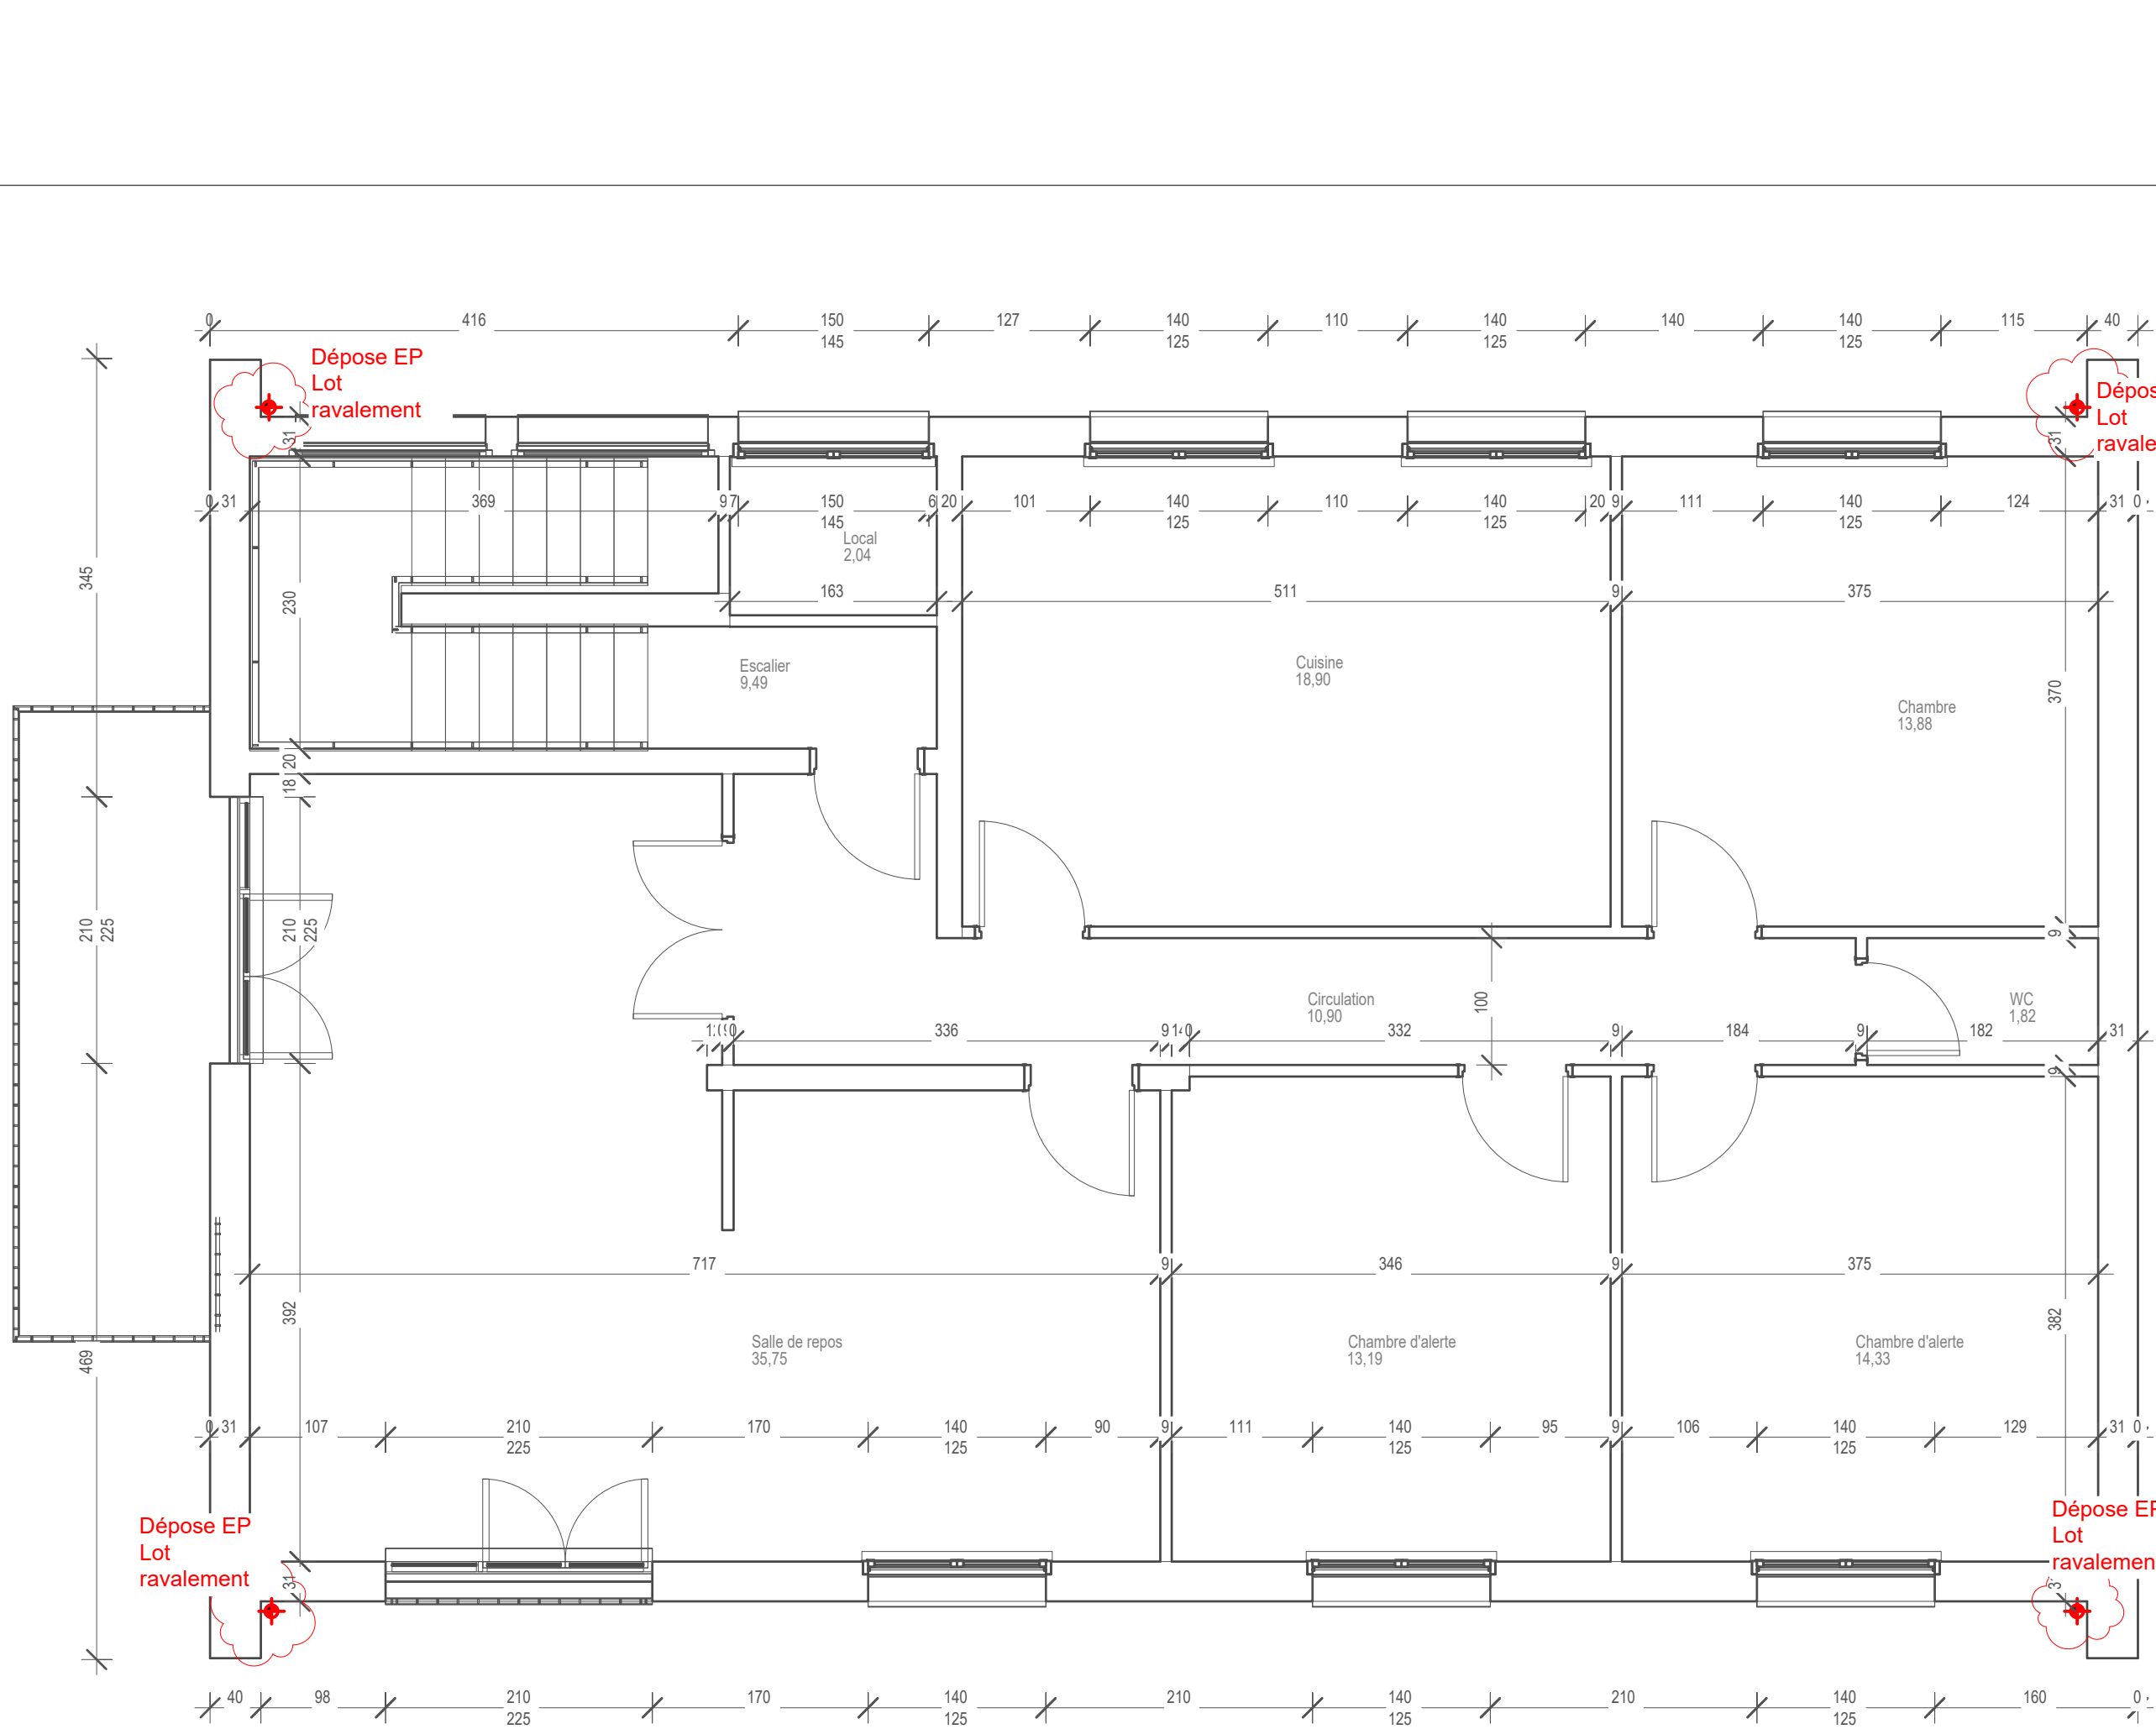 0 416 150 127 140 110 140 140 140 115 40
145 125 125 125
Dépose EP
Lot
ravalement
Dépos
Lot
ravale
31
31
345
0 31 369 9 7 150 6 20 101 140 110 140 20 9 111 140 124 31 0
145 125 125 125
Local
2,04
230
163 511 9 375
Escalier
9,49
Cuisine
18,90
370
Chambre
13,88
20
18
210
225
210
225
9
Circulation
10,90
100
WC
1,82
336 9 332 9 184 9 182 31
9
717 9 346 9 375
392
382
469
Salle de repos
35,75
Chambre d'alerte
13,19
Chambre d'alerte
14,33
0 31 107 210 170 140 90 9 111 140 95 9 106 140 129 31 0
225 125 125 125
Dépose EP
Lot
ravalement
Dépose EP
Lot
ravalemen
31
3
40 98 210 170 140 210 140 210 140 160 0
225 125 125 125